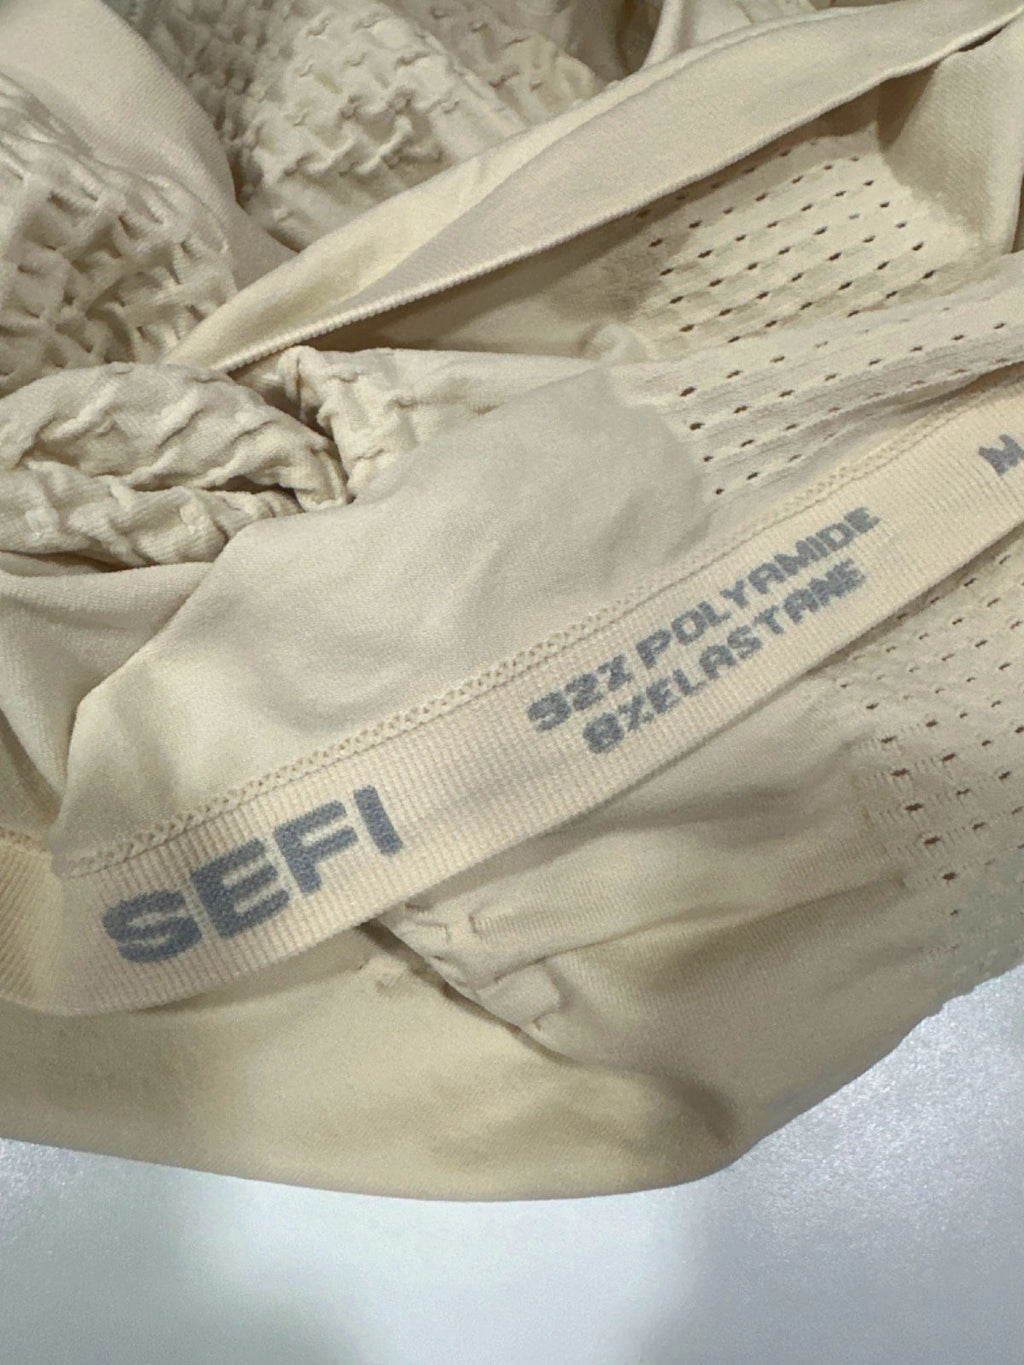 SEFI
92% POLYAMIDE
8%ELASTANE